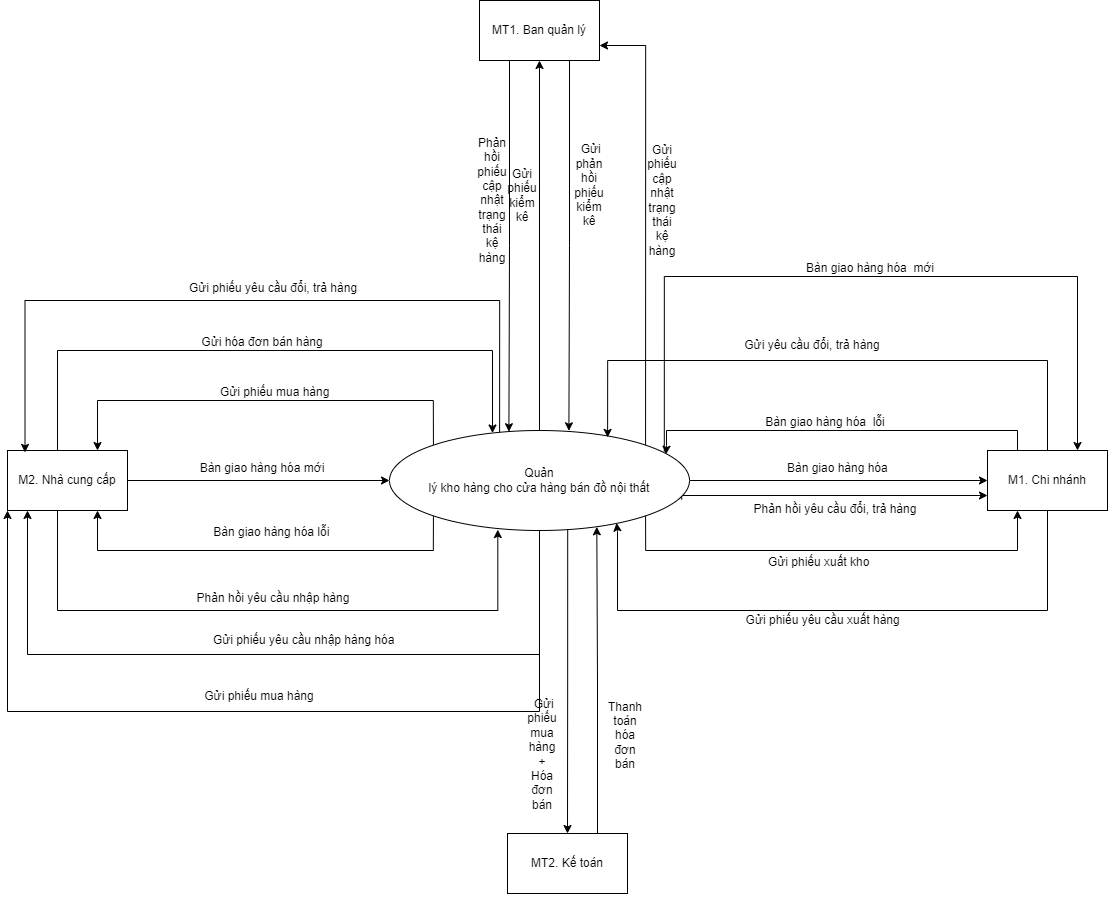 MT1. Ban quản lý
Phản
hồi
phiếu
cập
nhật
trạng
thái
kệ
hàng
Gửi
phiếu
kiểm
kê
Gửi
phản
hồi
phiếu
kiểm
kê
Gửi
phiếu
cập
nhật
trạng
thái
kệ
hàng
Bàn giao hàng hóa  mới
Gửi phiếu yêu cầu đổi, trả hàng
Gửi hóa đơn bán hàng
Gửi yêu cầu đổi, trả hàng
Gửi phiếu mua hàng
Bàn giao hàng hóa  lỗi
M2. Nhà cung cấp
Bàn giao hàng hóa mới
Quản
lý kho hàng cho cửa hàng bán đồ nội thất
Bàn giao hàng hóa
M1. Chi nhánh
Phản hồi yêu cầu đổi, trả hàng
Bàn giao hàng hóa lỗi
Gửi phiếu xuất kho
Phản hồi yêu cầu nhập hàng
Gửi phiếu yêu cầu xuất hàng
Gửi phiếu yêu cầu nhập hàng hóa
Gửi phiếu mua hàng
Gửi
phiếu
mua
hàng
+
Hóa
đơn
bán
Thanh
toán
hóa
đơn
bán
MT2. Kế toán